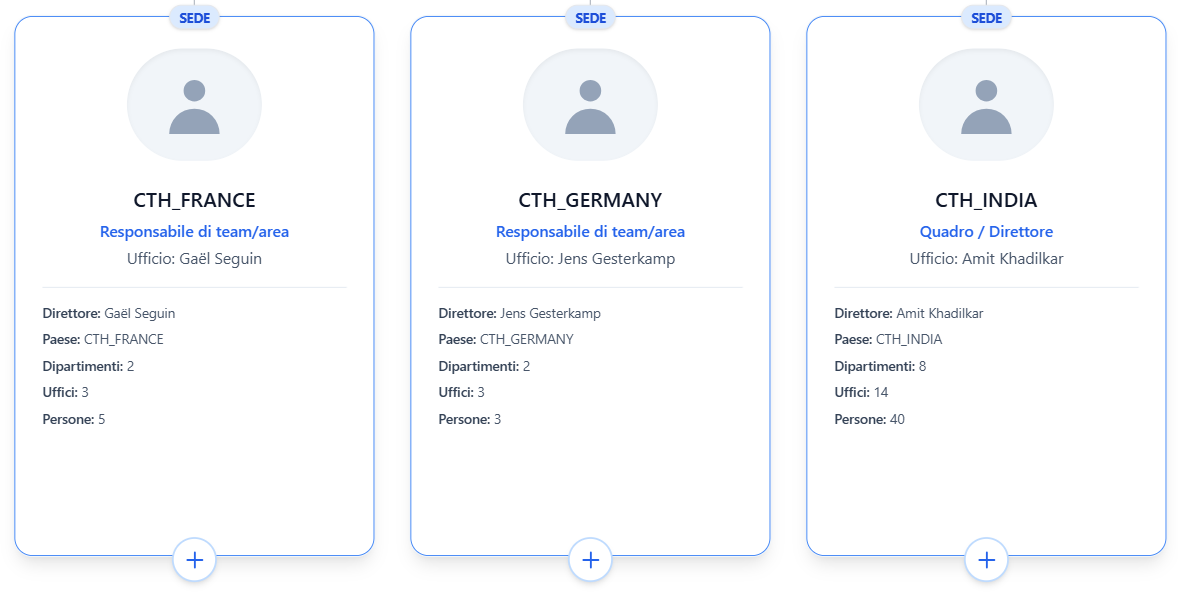 SEDE
CTH_FRANCE
Responsabile di team/area
Ufficio: Gaël Seguin
Direttore: Gaël Seguin
Paese: CTH_FRANCE
Dipartimenti: 2
Uffici: 3
Persone: 5
SEDE
CTH_GERMANY
Responsabile di team/area
Ufficio: Jens Gesterkamp
Direttore: Jens Gesterkamp
Paese: CTH_GERMANY
Dipartimenti: 2
Uffici: 3
Persone: 3
SEDE
CTH_INDIA
Quadro / Direttore
Ufficio: Amit Khadilkar
Direttore: Amit Khadilkar
Paese: CTH_INDIA
Dipartimenti: 8
Uffici: 14
Persone: 40